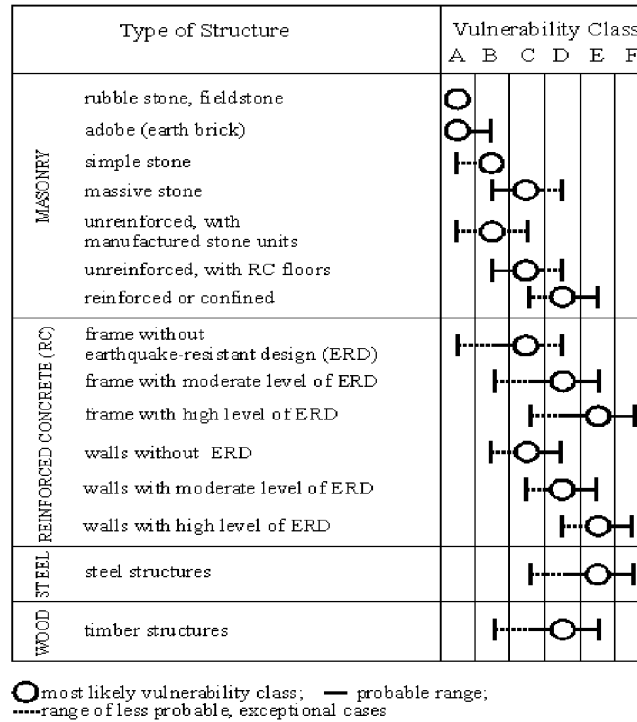 Type of Structure
Vulnerability Class
A B C D E F
MASONRY
rubble stone, fieldstone
adobe (earth brick)
simple stone
massive stone
unreinforced, with
manufactured stone units
unreinforced, with RC floors
reinforced or confined
REINFORCED CONCRETE (RC)
frame without
earthquake-resistant design (ERD)
frame with moderate level of ERD
frame with high level of ERD
walls without ERD
walls with moderate level of ERD
walls with high level of ERD
STEEL
steel structures
WOOD
timber structures
most likely vulnerability class; probable range;
range of less probable, exceptional cases